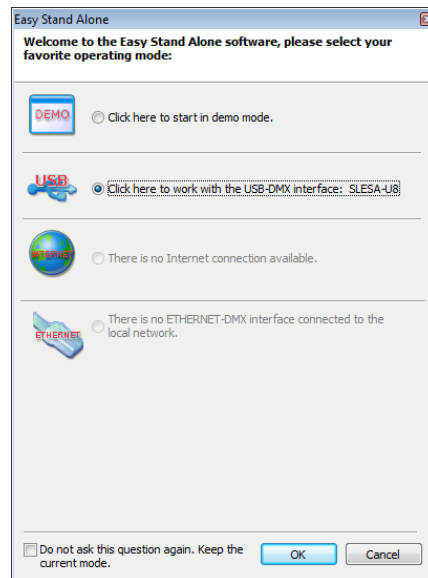 Easy Stand Alone
Welcome to the Easy Stand Alone software, please select your
favorite operating mode:
DEMO
Click here to start in demo mode.
USB
Click here to work with the USB-DMX interface: SLESA-U8
INTERNET
There is no Internet connection available.
ETHERNET
There is no ETHERNET-DMX interface connected to the
local network.
Do not ask this question again. Keep the
current mode.
OK
Cancel